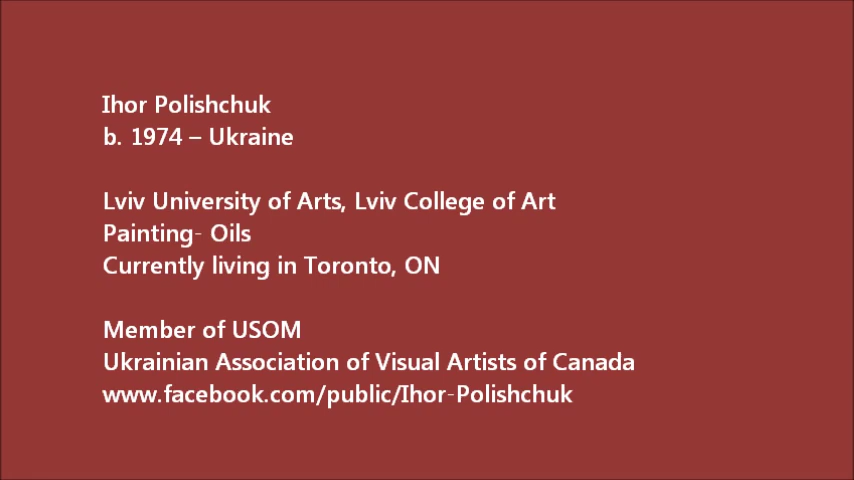 Ihor Polishchuk
b. 1974 – Ukraine
Lviv University of Arts, Lviv College of Art
Painting- Oils
Currently living in Toronto, ON
Member of USOM
Ukrainian Association of Visual Artists of Canada
www.facebook.com/public/Ihor-Polishchuk